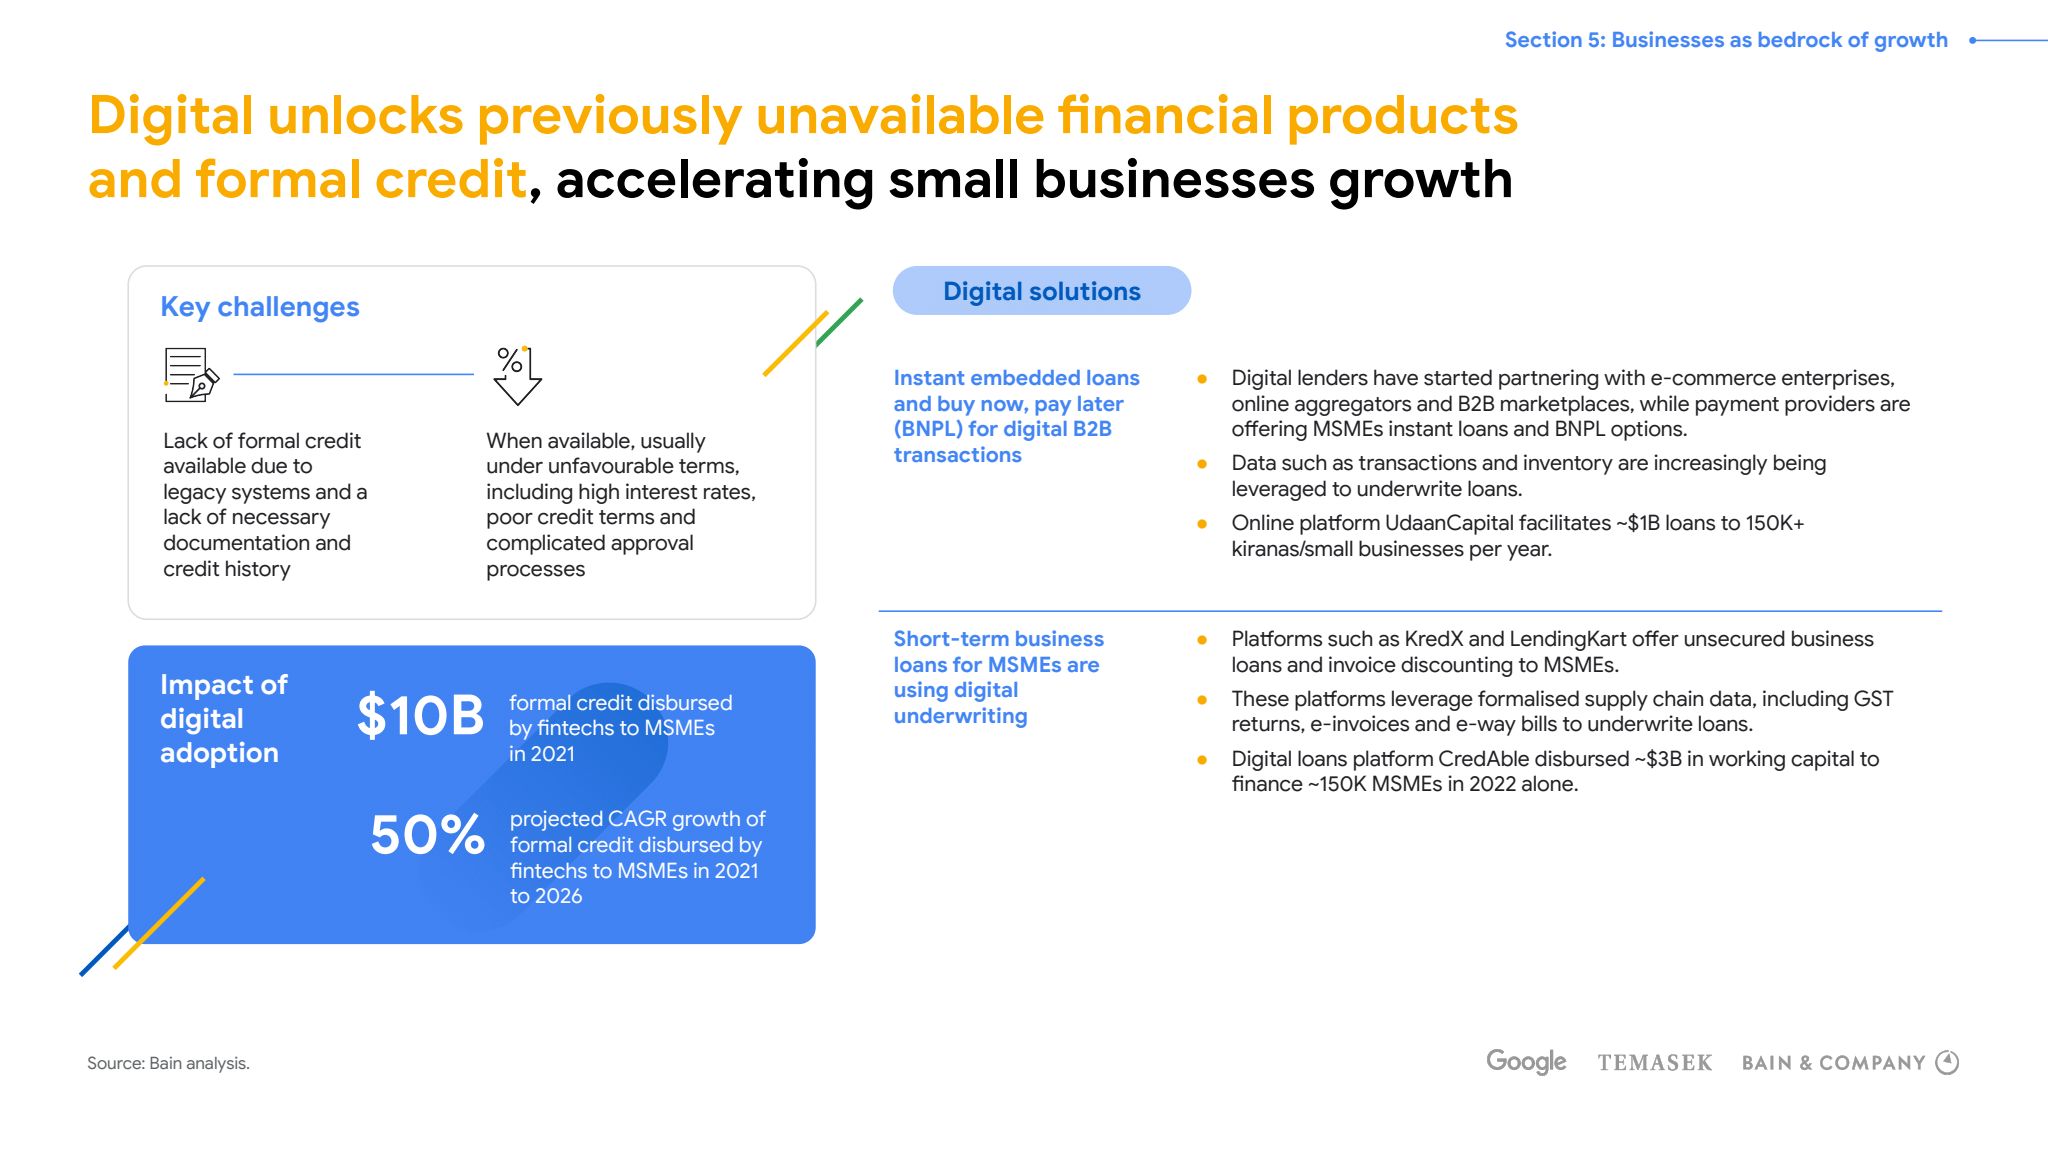 Section 5: Businesses as bedrock of growth
Digital unlocks previously unavailable financial products
and formal credit, accelerating small businesses growth
Key challenges
%
Lack of formal credit
available due to
legacy systems and a
lack of necessary
documentation and
credit history
When available, usually
under unfavourable terms,
including high interest rates,
poor credit terms and
complicated approval
processes
Impact of
digital
adoption
$10B
formal credit disbursed
by fintechs to MSMEs
in 2021
50%
projected CAGR growth of
formal credit disbursed by
fintechs to MSMEs in 2021
to 2026
Digital solutions
Instant embedded loans
and buy now, pay later
(BNPL) for digital B2B
transactions
● Digital lenders have started partnering with e-commerce enterprises,
online aggregators and B2B marketplaces, while payment providers are
offering MSMEs instant loans and BNPL options.
● Data such as transactions and inventory are increasingly being
leveraged to underwrite loans.
● Online platform UdaanCapital facilitates ~$1B loans to 150K+
kiranas/small businesses per year.
Short-term business
loans for MSMEs are
using digital
underwriting
● Platforms such as KredX and LendingKart offer unsecured business
loans and invoice discounting to MSMEs.
● These platforms leverage formalised supply chain data, including GST
returns, e-invoices and e-way bills to underwrite loans.
● Digital loans platform CredAble disbursed ~$3B in working capital to
finance ~150K MSMEs in 2022 alone.
Source: Bain analysis.
Google TEMASEK BAIN & COMPANY